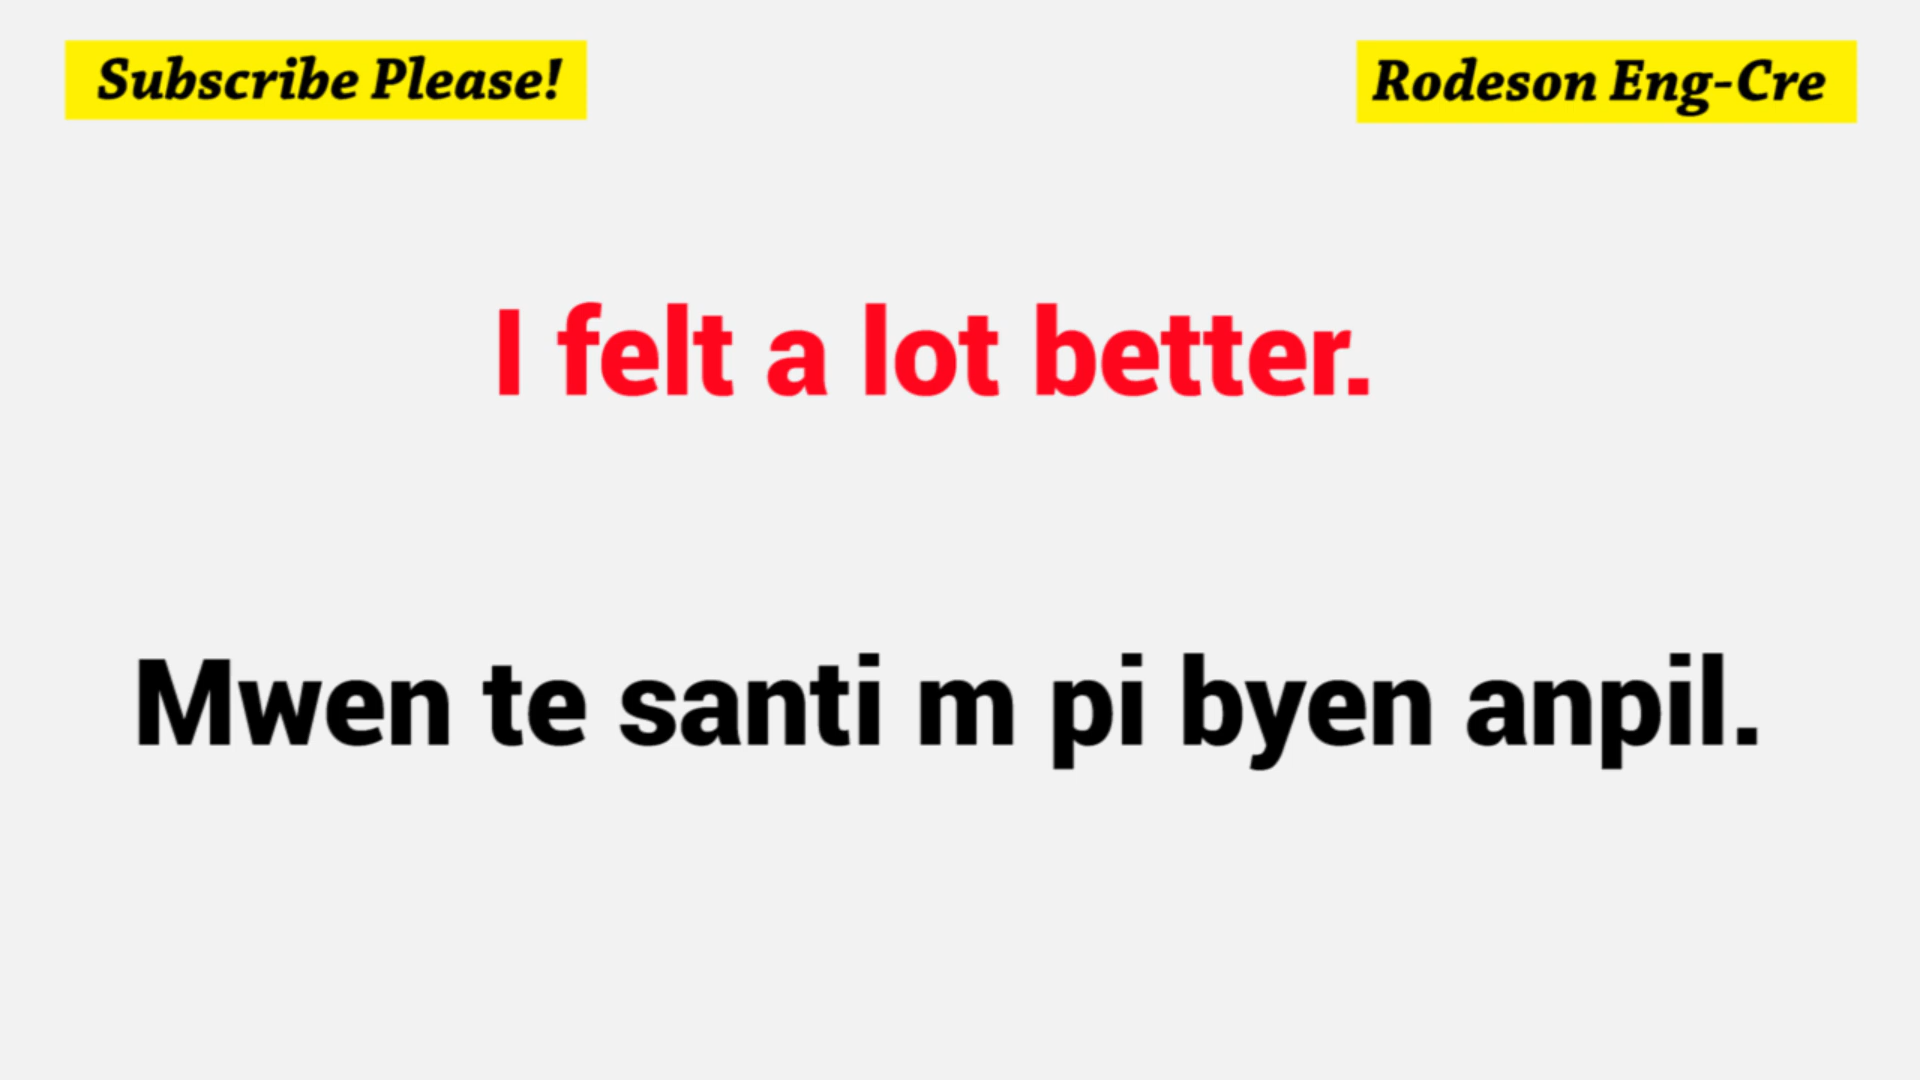 Subscribe Please!
Rodeson Eng-Cre
I felt a lot better.
Mwen te santi m pi byen anpil.